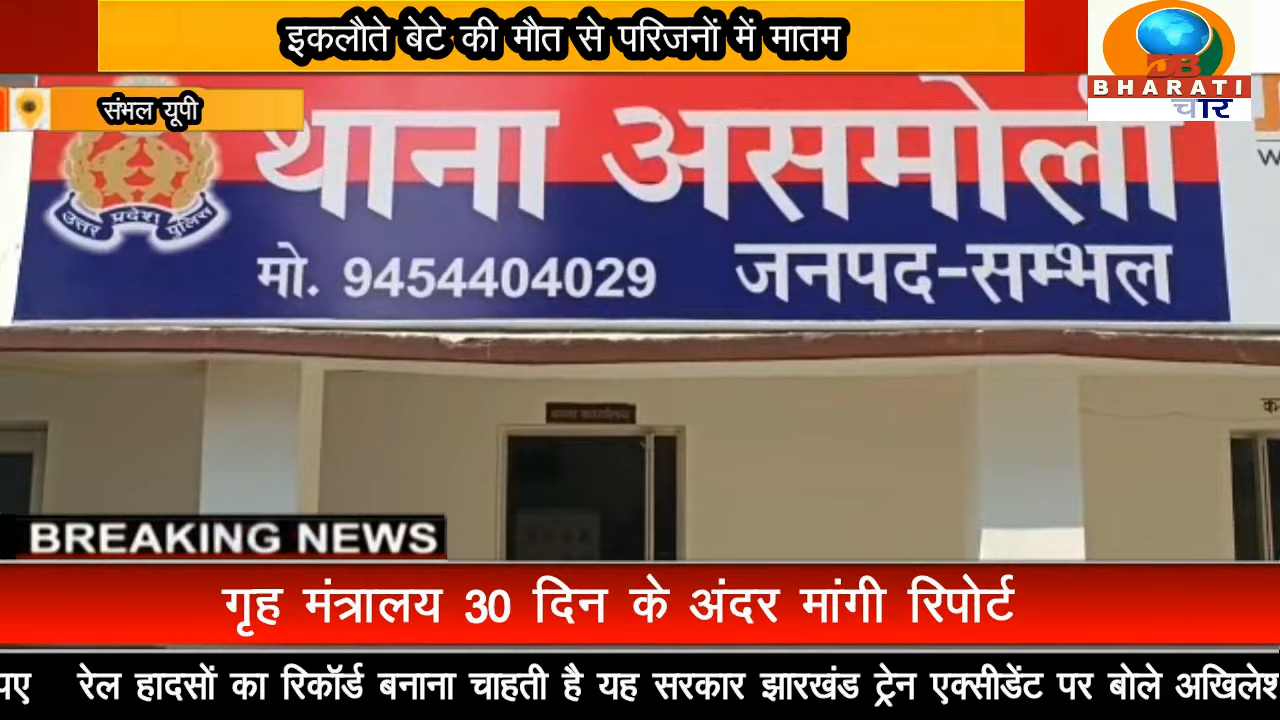 इकलौते बेटे की मौत से परिजनों में मातम
BHARATI
चार
संभल यूपी
थाना असमोली
उत्तर प्रदेश पुलिस
मो. 9454404029 जनपद-सम्भल
BREAKING NEWS
गृह मंत्रालय 30 दिन के अंदर मांगी रिपोर्ट
पए रेल हादसों का रिकॉर्ड बनाना चाहती है यह सरकार झारखंड ट्रेन एक्सीडेंट पर बोले अखिलेश